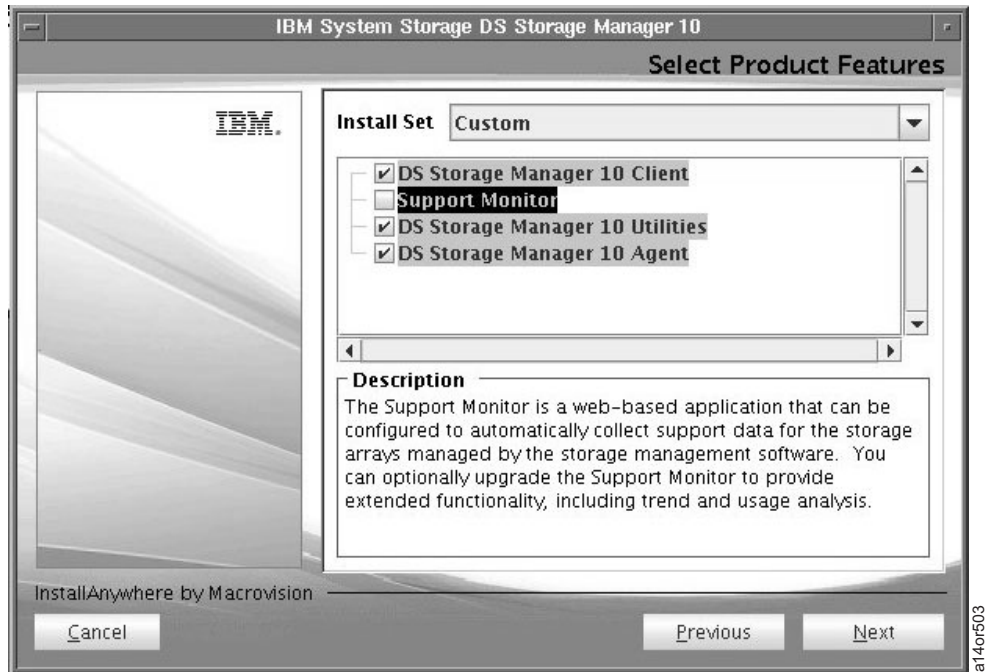 IBM System Storage DS Storage Manager 10
Select Product Features
IBM.
Install Set Custom
DS Storage Manager 10 Client
Support Monitor
DS Storage Manager 10 Utilities
DS Storage Manager 10 Agent
Description
The Support Monitor is a web-based application that can be
configured to automatically collect support data for the storage
arrays managed by the storage management software. You
can optionally upgrade the Support Monitor to provide
extended functionality, including trend and usage analysis.
InstallAnywhere by Macrovision
Cancel Previous Next
a14or503